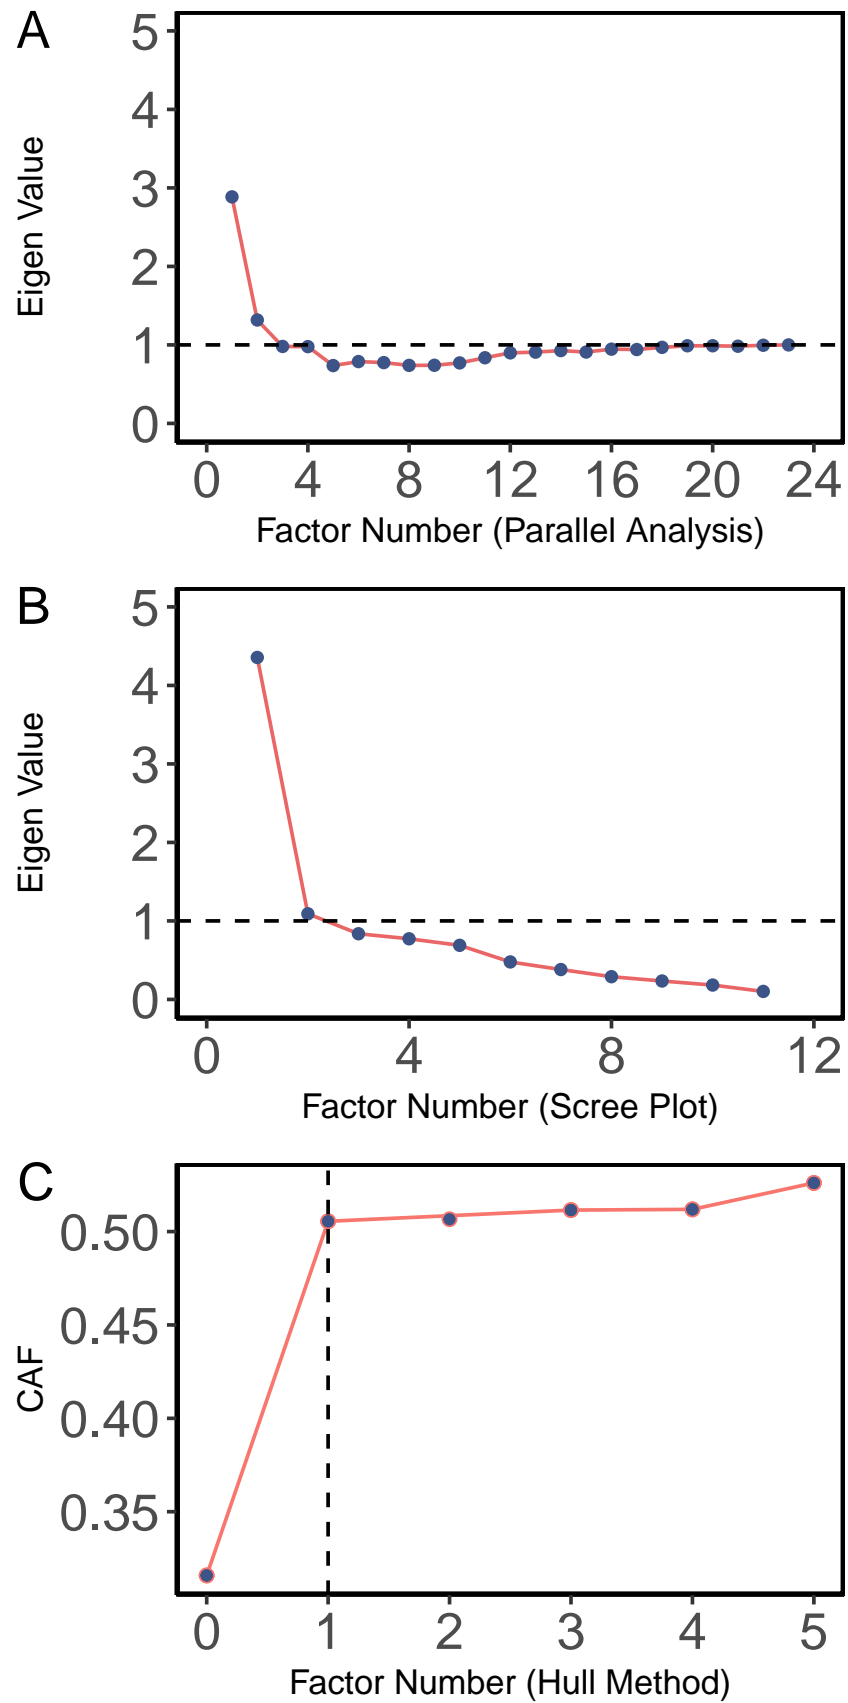 A
Eigen Value
5
4
3
2
1
0
0 4 8 12 16 20 24
Factor Number (Parallel Analysis)
B
Eigen Value
5
4
3
2
1
0
0 4 8 12
Factor Number (Scree Plot)
C
CAF
0.50
0.45
0.40
0.35
0 1 2 3 4 5
Factor Number (Hull Method)